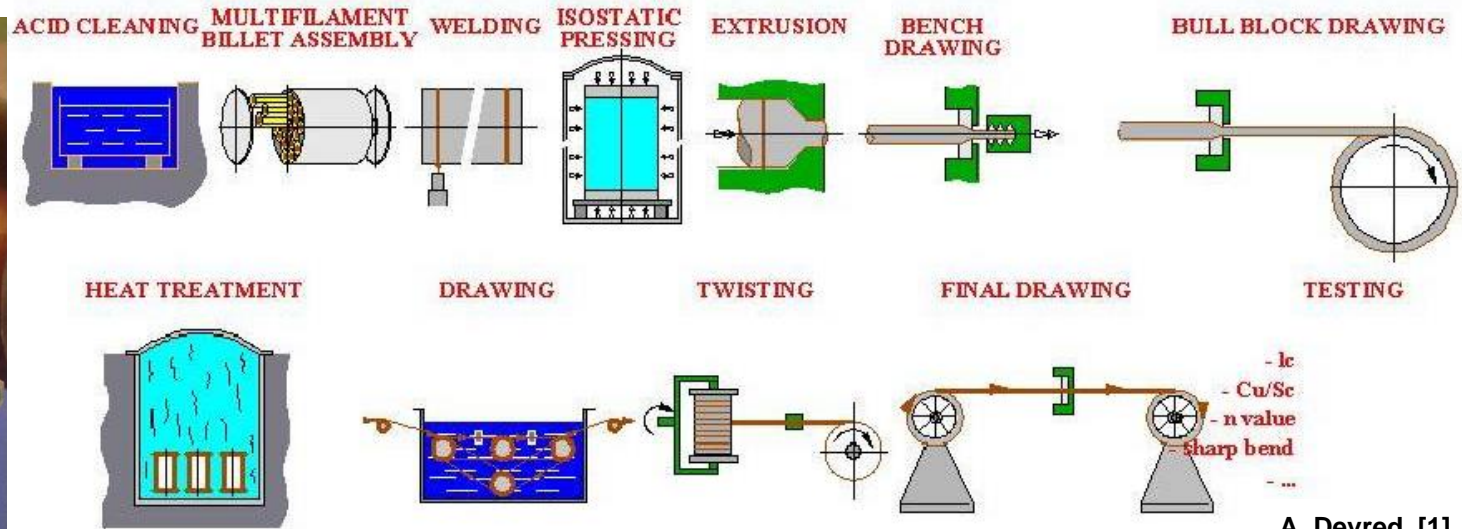 ACID CLEANING
MULTIFILAMENT
BILLET ASSEMBLY
WELDING
ISOSTATIC
PRESSING
EXTRUSION
BENCH
DRAWING
BULL BLOCK DRAWING
HEAT TREATMENT
DRAWING
TWISTING
FINAL DRAWING
TESTING
- Ic
- Cu/Sc
- n value
- sharp bend
- ...
A. Devred, [1]